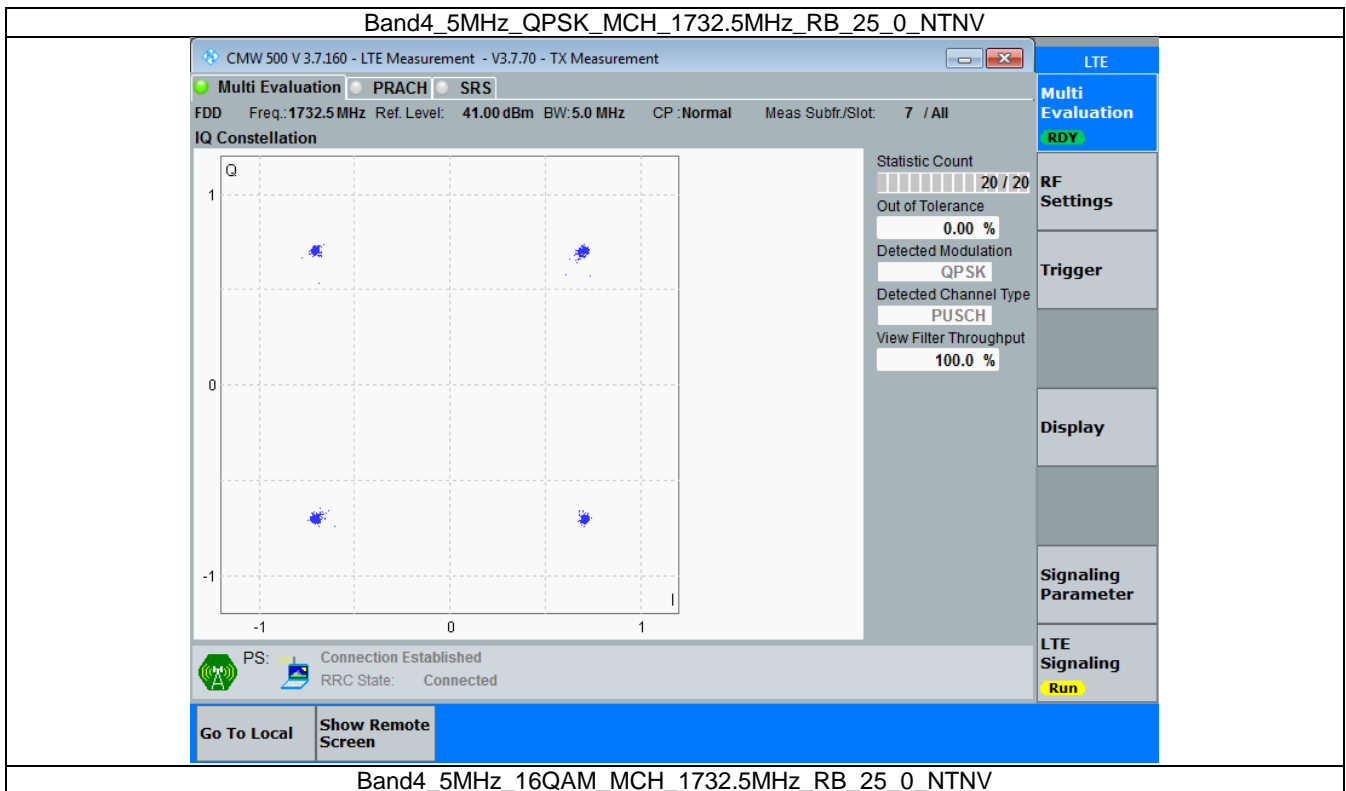 Band4_5MHz_QPSK_MCH_1732.5MHz_RB_25_0_NTNV
CMW 500 V 3.7.160 - LTE Measurement - V3.7.70 - TX Measurement
LTE
Multi Evaluation PRACH SRS
Multi
Evaluation
RDY
FDD Freq.:1732.5 MHz Ref. Level: 41.00 dBm BW:5.0 MHz CP :Normal Meas Subfr./Slot: 7 / All
IQ Constellation
Q
1
0
-1
I
-1 0 1
Statistic Count
20 / 20
Out of Tolerance
0.00 %
Detected Modulation
QPSK
Detected Channel Type
PUSCH
View Filter Throughput
100.0 %
RF
Settings
Trigger
Display
Signaling
Parameter
LTE
Signaling
Run
PS: Connection Established
RRC State: Connected
Go To Local
Show Remote
Screen
Band4_5MHz_16QAM_MCH_1732.5MHz_RB_25_0_NTNV